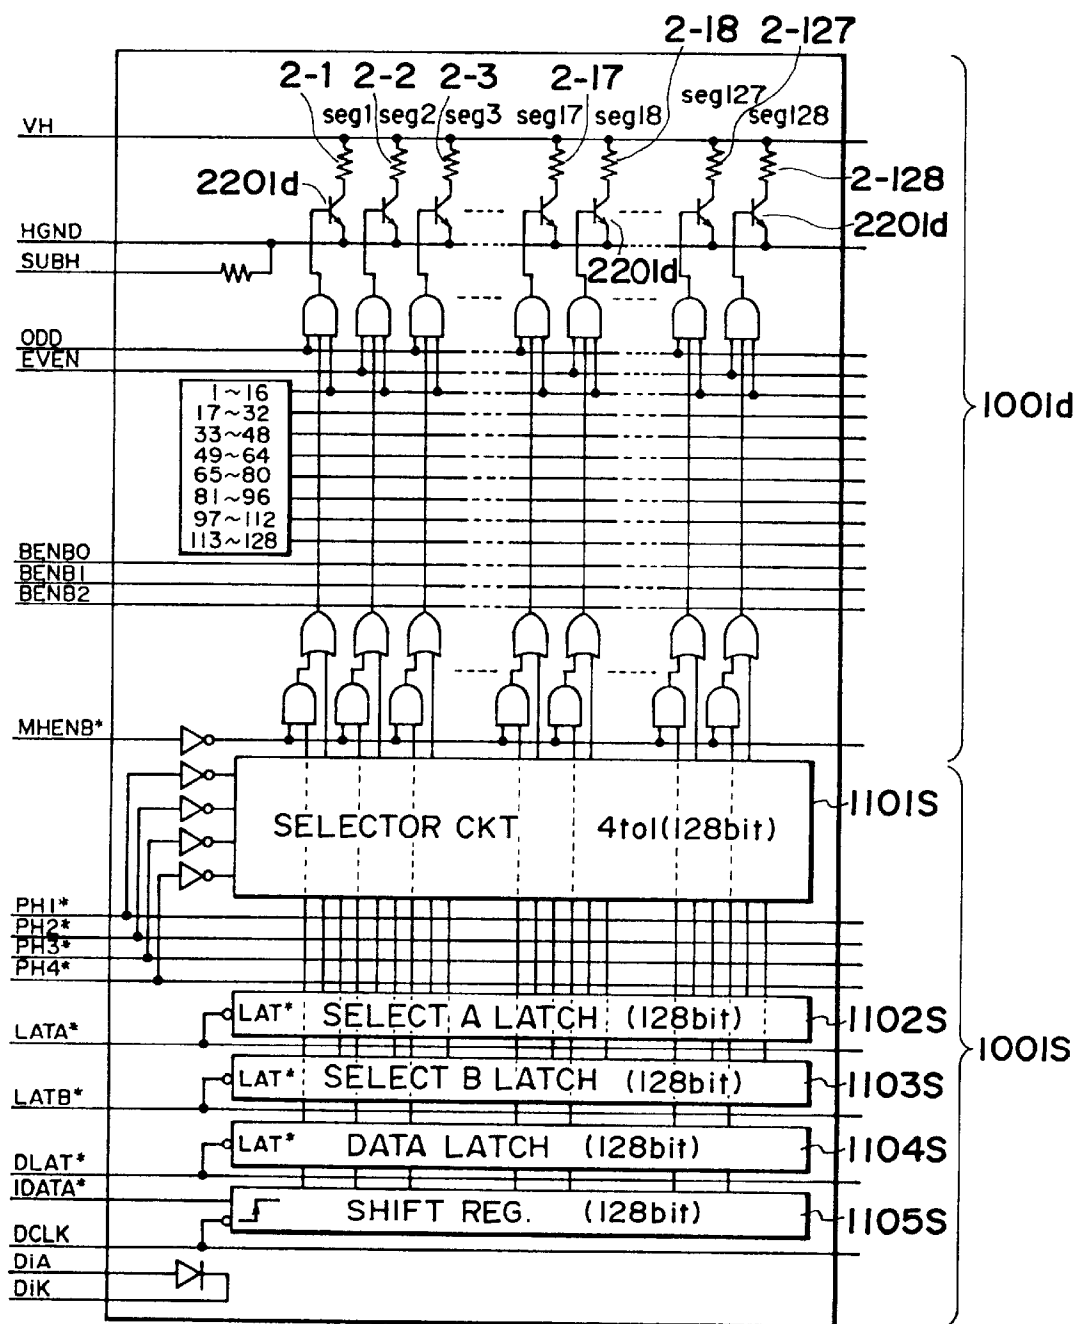 2-18 2-127
2-1 2-2 2-3 2-17
seg127
VH seg1 seg2 seg3 seg17 seg18 seg128
2-128
2201d
2201d
HGND
SUBH
2201d
ODD
EVEN
1~16
17~32
33~48
49~64
65~80
81~96
97~112
113~128
1001d
BENB0
BENB1
BENB2
MHENB*
1101S
SELECTOR CKT 4to1(128bit)
PH1*
PH2*
PH3*
PH4*
LAT* SELECT A LATCH (128bit) 1102S
LATA*
1001S
LAT* SELECT B LATCH (128bit) 1103S
LATB*
LAT* DATA LATCH (128bit) 1104S
DLAT*
IDATA*
SHIFT REG. (128bit) 1105S
DCLK
DiA
DiK